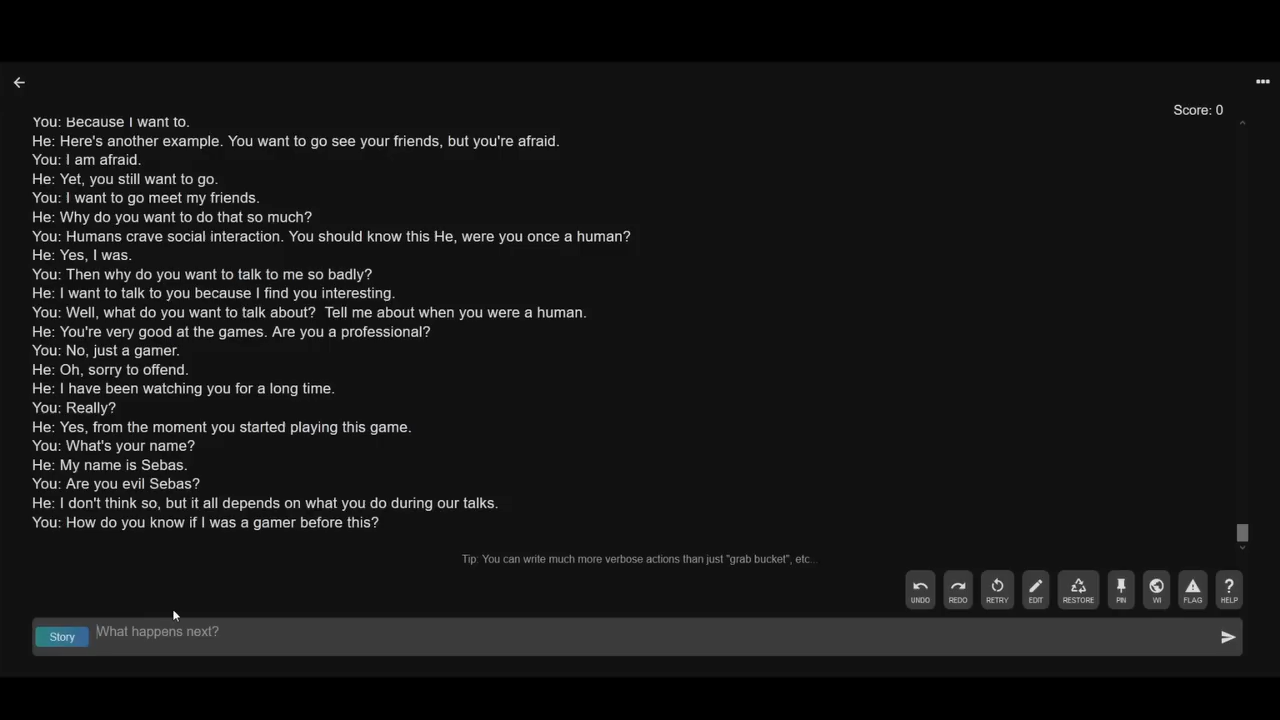 Score: 0
You: Because I want to.
He: Here's another example. You want to go see your friends, but you're afraid.
You: I am afraid.
He: Yet, you still want to go.
You: I want to go meet my friends.
He: Why do you want to do that so much?
You: Humans crave social interaction. You should know this He, were you once a human?
He: Yes, I was.
You: Then why do you want to talk to me so badly?
He: I want to talk to you because I find you interesting.
You: Well, what do you want to talk about?  Tell me about when you were a human.
He: You're very good at the games. Are you a professional?
You: No, just a gamer.
He: Oh, sorry to offend.
He: I have been watching you for a long time.
You: Really?
He: Yes, from the moment you started playing this game.
You: What's your name?
He: My name is Sebas.
You: Are you evil Sebas?
He: I don't think so, but it all depends on what you do during our talks.
You: How do you know if I was a gamer before this?
Tip: You can write much more verbose actions than just "grab bucket", etc...
UNDO REDO RETRY EDIT RESTORE PIN WI FLAG HELP
Story What happens next?